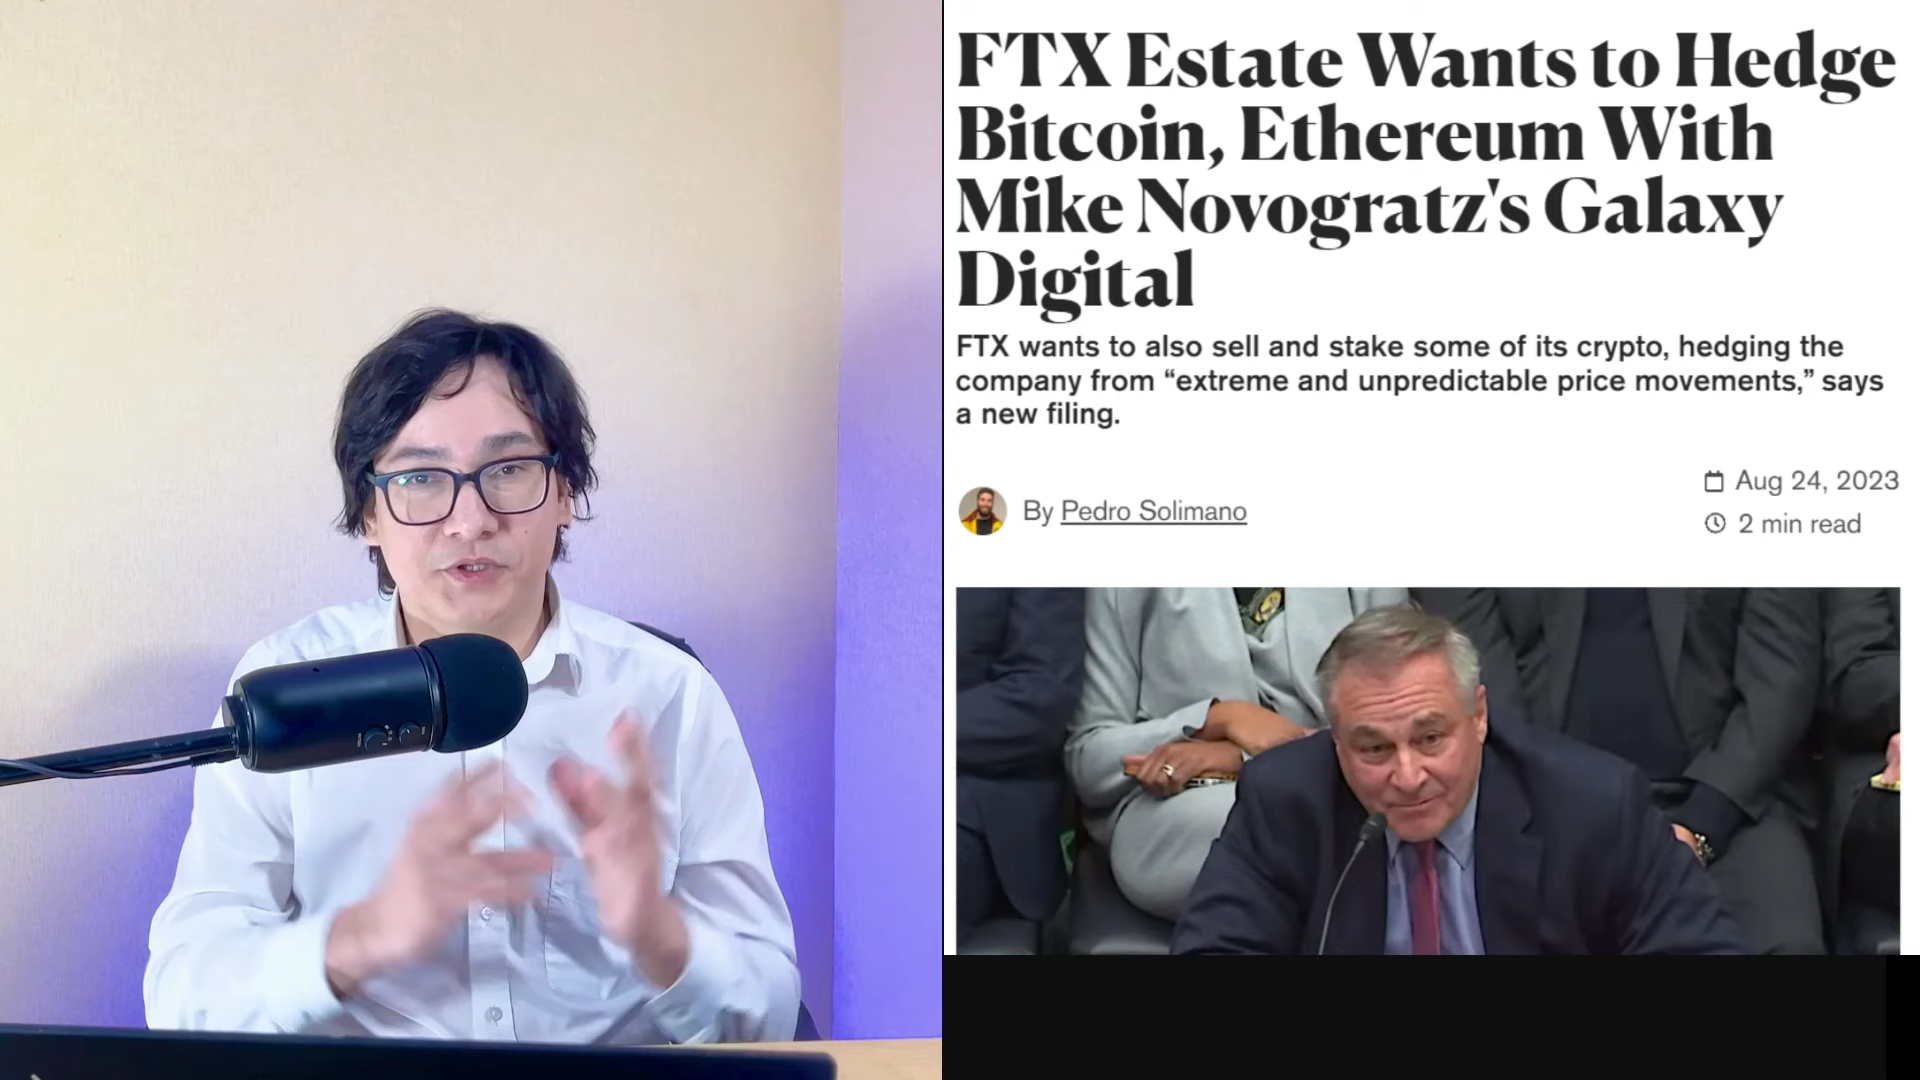 FTX Estate Wants to Hedge
Bitcoin, Ethereum With
Mike Novogratz's Galaxy
Digital
FTX wants to also sell and stake some of its crypto, hedging the
company from “extreme and unpredictable price movements,” says
a new filing.
By Pedro Solimano
Aug 24, 2023
2 min read